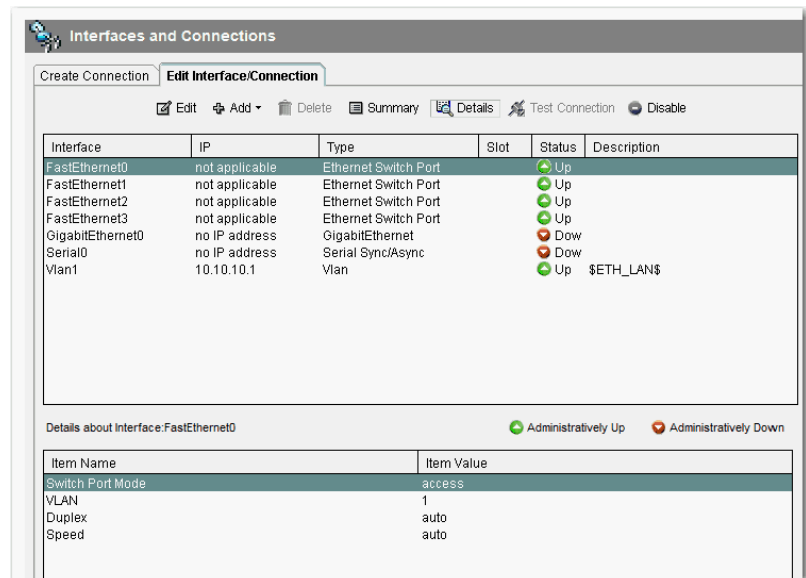 Interfaces and Connections
Create Connection Edit Interface/Connection
Edit Add Delete Summary Details Test Connection Disable
Interface IP Type Slot Status Description
FastEthernet0 not applicable Ethernet Switch Port Up
FastEthernet1 not applicable Ethernet Switch Port Up
FastEthernet2 not applicable Ethernet Switch Port Up
FastEthernet3 not applicable Ethernet Switch Port Up
GigabitEthernet0 no IP address GigabitEthernet Dow
Serial0 no IP address Serial Sync/Async Dow
Vlan1 10.10.10.1 Vlan Up $ETH_LAN$
Details about Interface:FastEthernet0 Administratively Up Administratively Down
Item Name Item Value
Switch Port Mode access
VLAN 1
Duplex auto
Speed auto